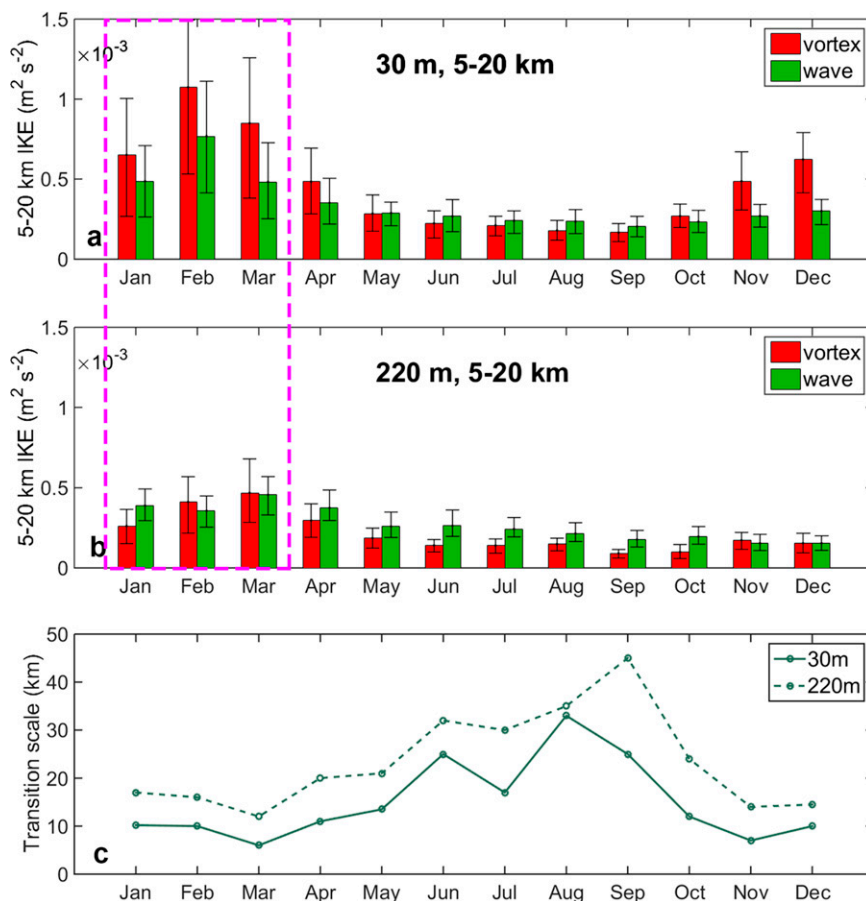 1.5
×10⁻³
30 m, 5-20 km
vortex
wave
1
0.5
0
5-20 km IKE (m² s⁻²)
a
Jan Feb Mar Apr May Jun Jul Aug Sep Oct Nov Dec
1.5
×10⁻³
220 m, 5-20 km
vortex
wave
1
0.5
0
5-20 km IKE (m² s⁻²)
b
Jan Feb Mar Apr May Jun Jul Aug Sep Oct Nov Dec
50
40
30
20
10
0
Transition scale (km)
30m
220m
c
Jan Feb Mar Apr May Jun Jul Aug Sep Oct Nov Dec